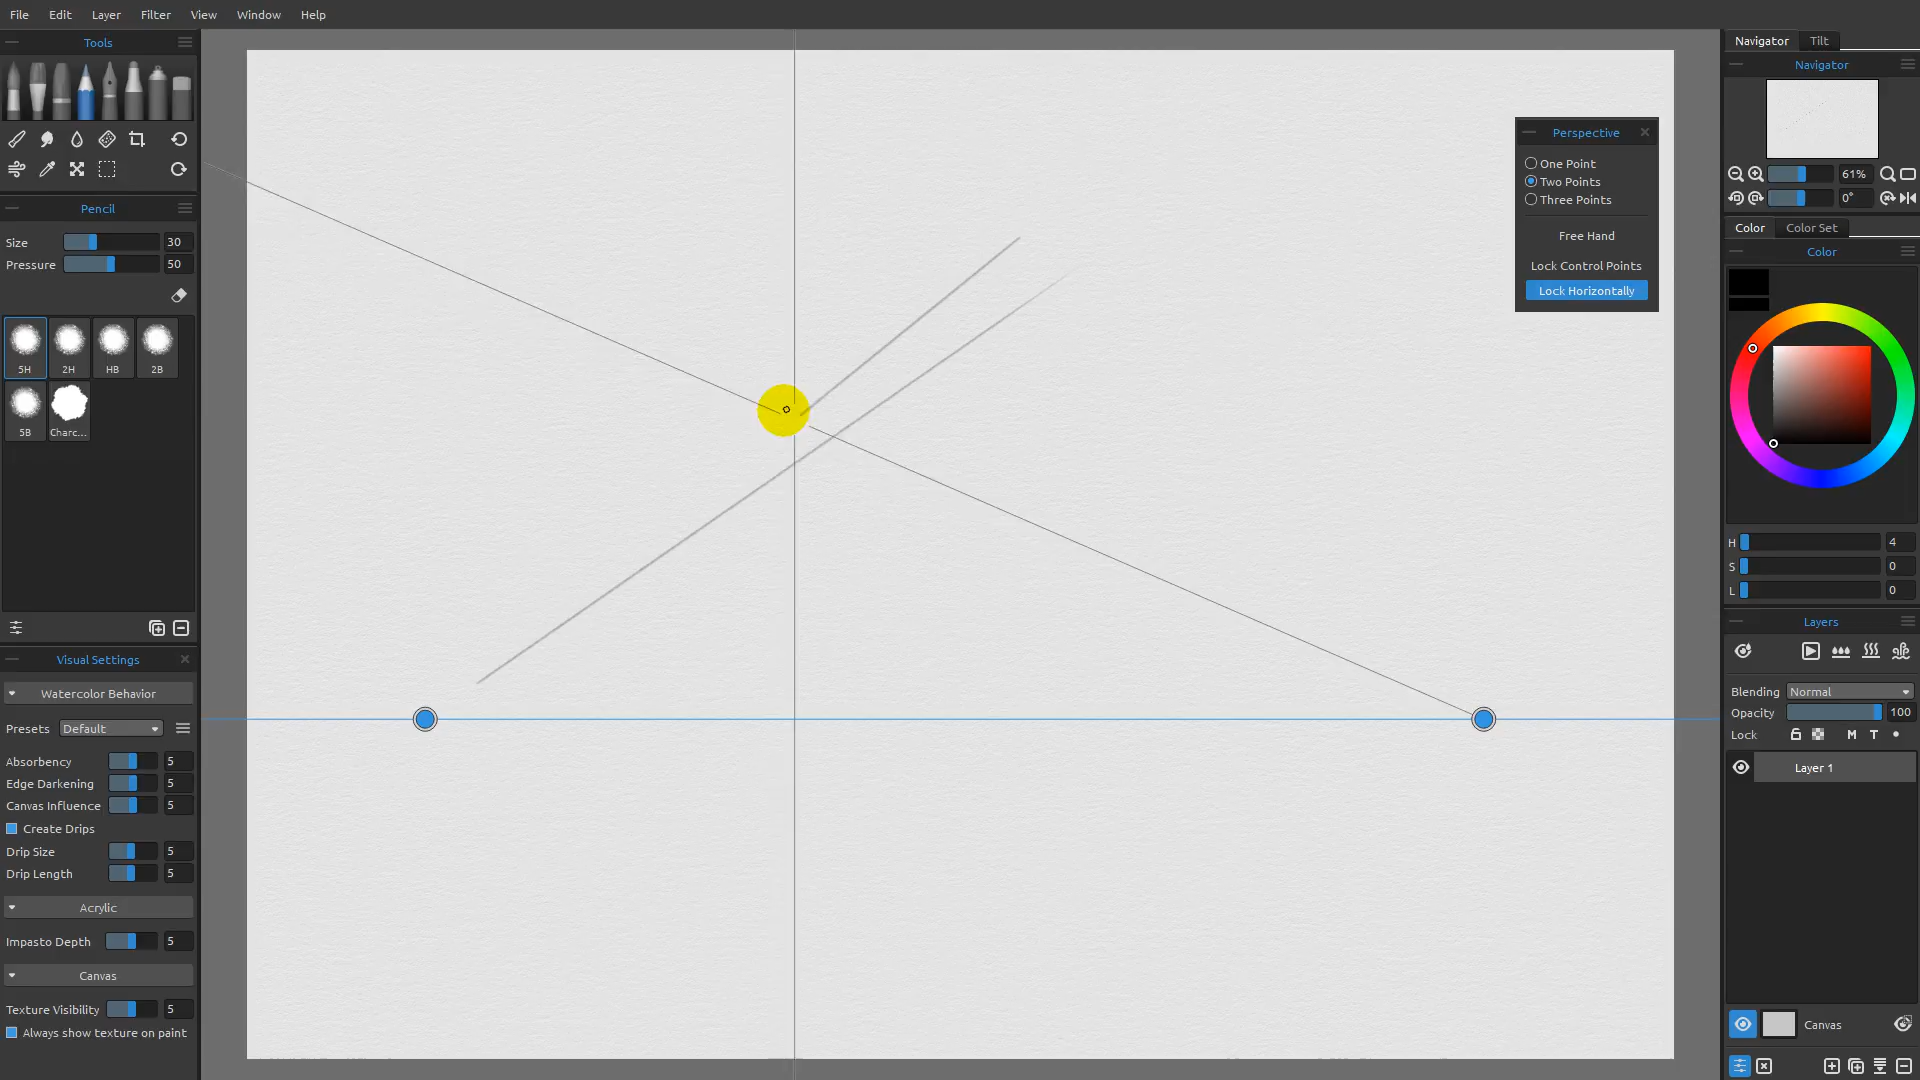 File Edit Layer Filter View Window Help
Tools
Pencil
Size 30
Pressure 50
5H 2H HB 2B
5B Charc...
Visual Settings
Watercolor Behavior
Presets Default
Absorbency 5
Edge Darkening 5
Canvas Influence 5
Create Drips
Drip Size 5
Drip Length 5
Acrylic
Impasto Depth 5
Canvas
Texture Visibility 5
Always show texture on paint
Perspective
One Point
Two Points
Three Points
Free Hand
Lock Control Points
Lock Horizontally
Navigator Tilt
Navigator
61%
0°
Color Color Set
Color
H 4
S 0
L 0
Layers
Blending Normal
Opacity 100
Lock M T
Layer 1
Canvas